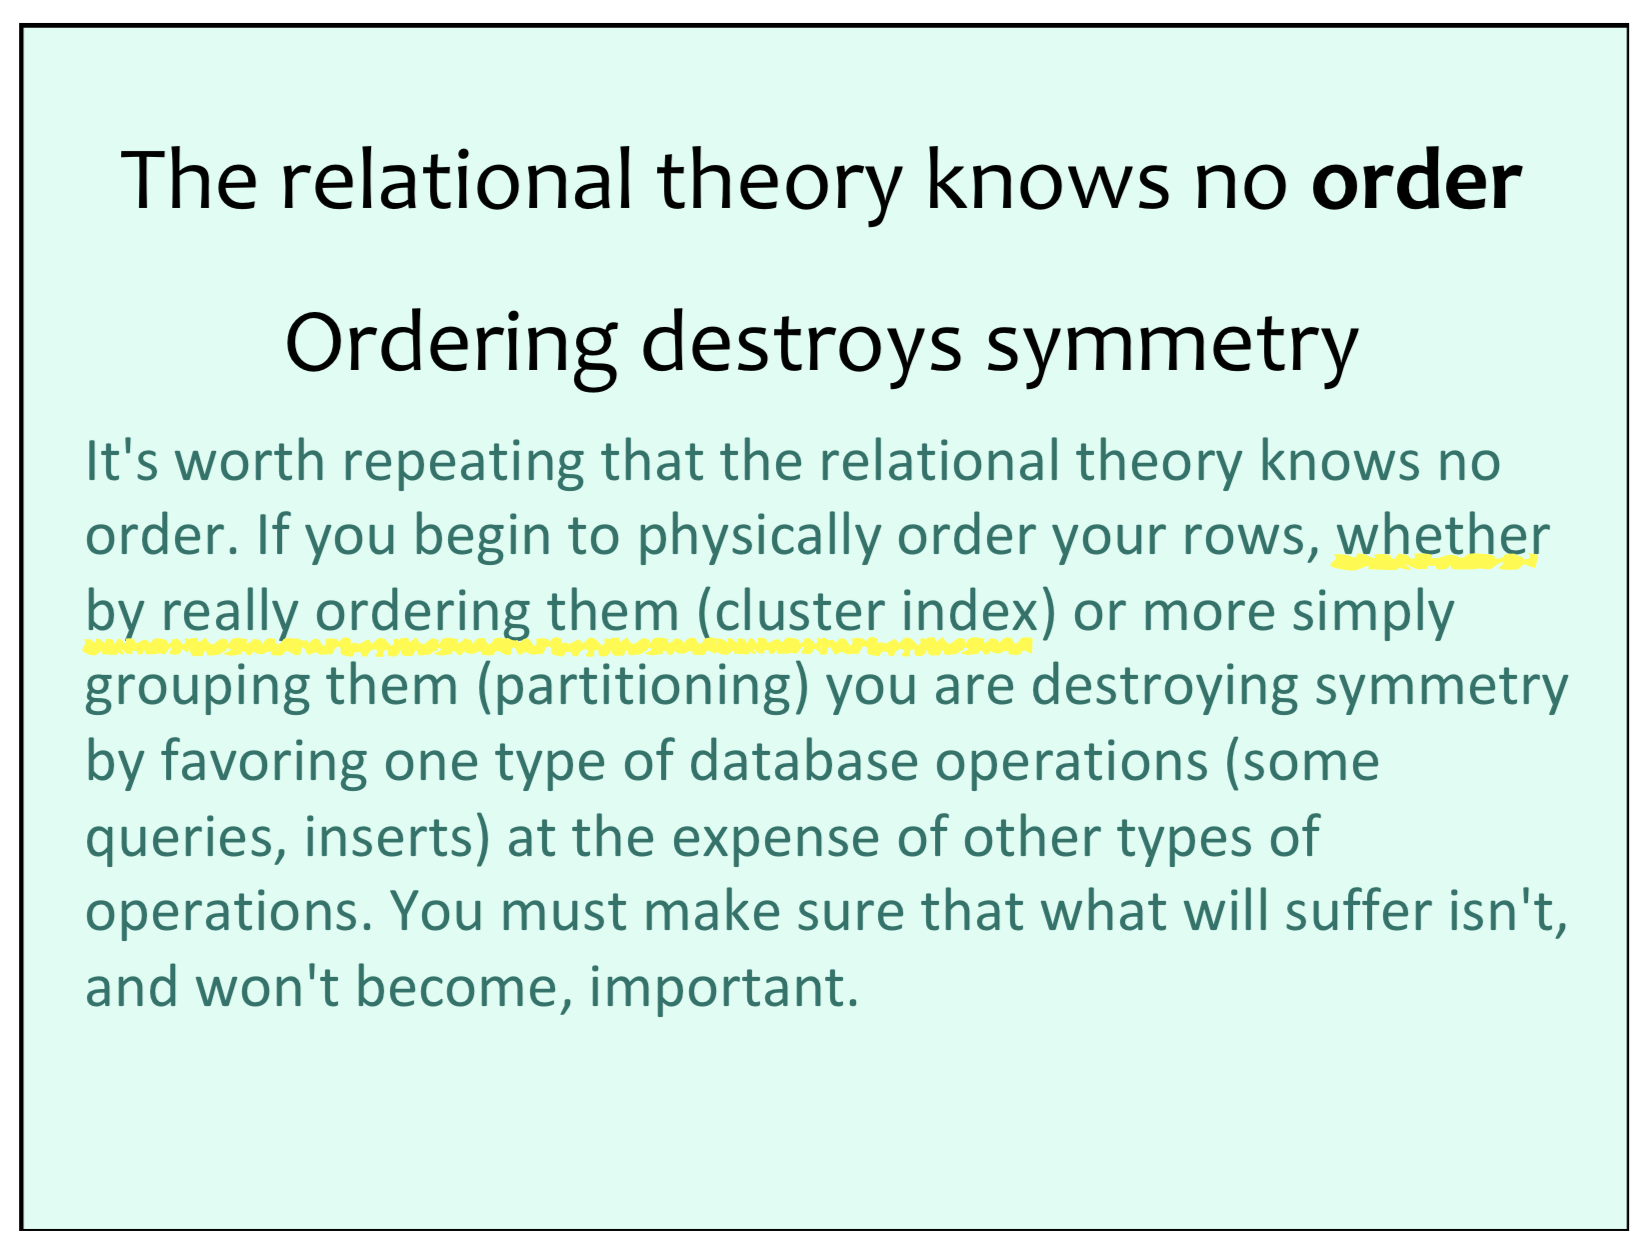 The relational theory knows no order
Ordering destroys symmetry
It's worth repeating that the relational theory knows no
order. If you begin to physically order your rows, whether
by really ordering them (cluster index) or more simply
grouping them (partitioning) you are destroying symmetry
by favoring one type of database operations (some
queries, inserts) at the expense of other types of
operations. You must make sure that what will suffer isn't,
and won't become, important.